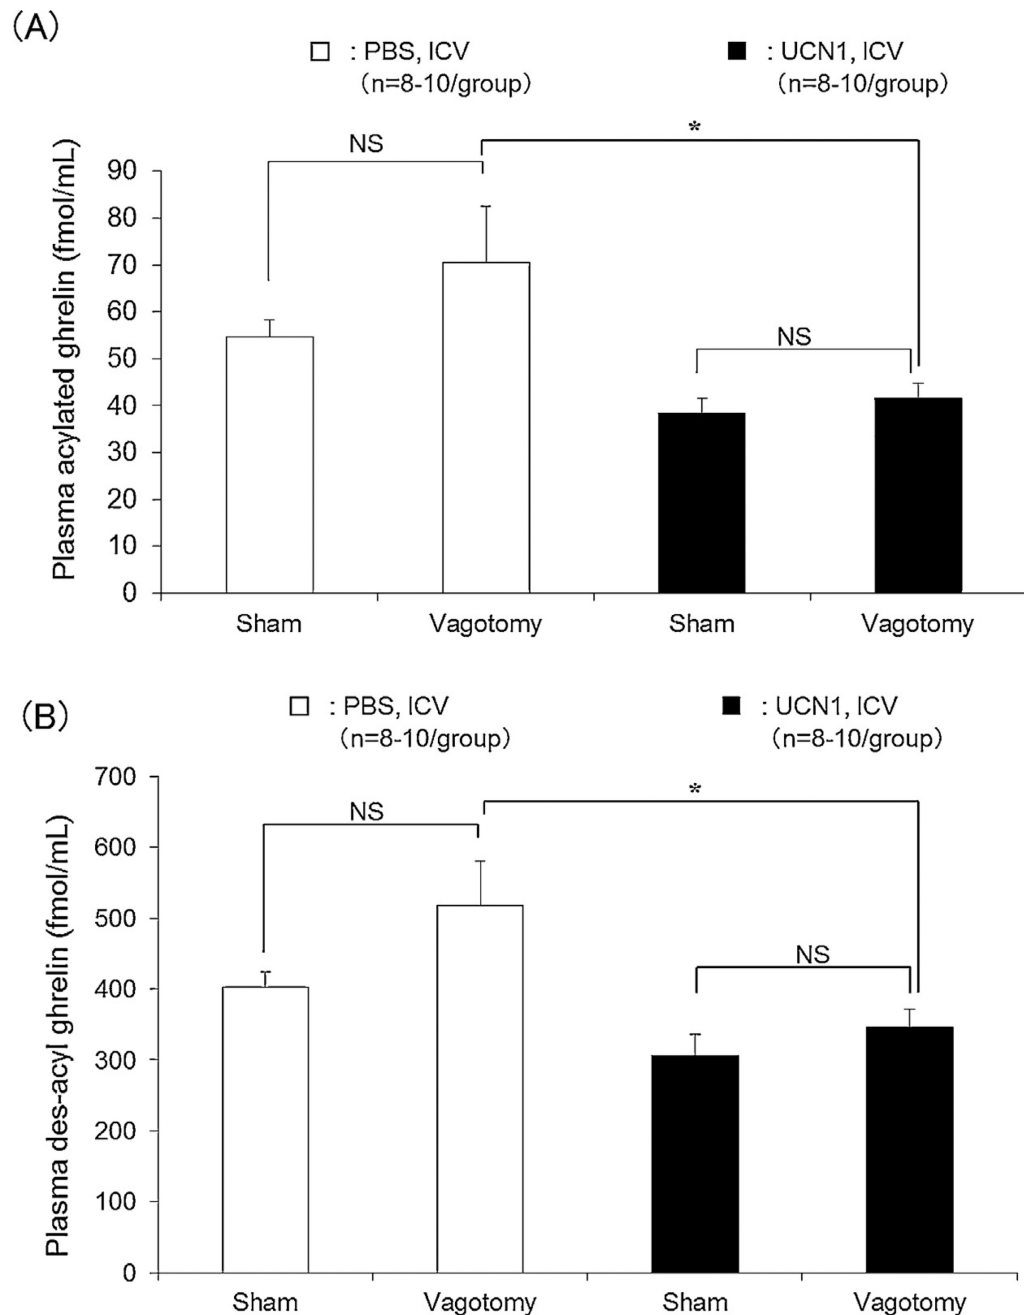 (A)
: PBS, ICV
(n=8-10/group)
: UCN1, ICV
(n=8-10/group)
NS
*
NS
Plasma acylated ghrelin (fmol/mL)
90
80
70
60
50
40
30
20
10
0
Sham Vagotomy Sham Vagotomy
(B)
: PBS, ICV
(n=8-10/group)
: UCN1, ICV
(n=8-10/group)
NS
*
NS
Plasma des-acyl ghrelin (fmol/mL)
700
600
500
400
300
200
100
0
Sham Vagotomy Sham Vagotomy